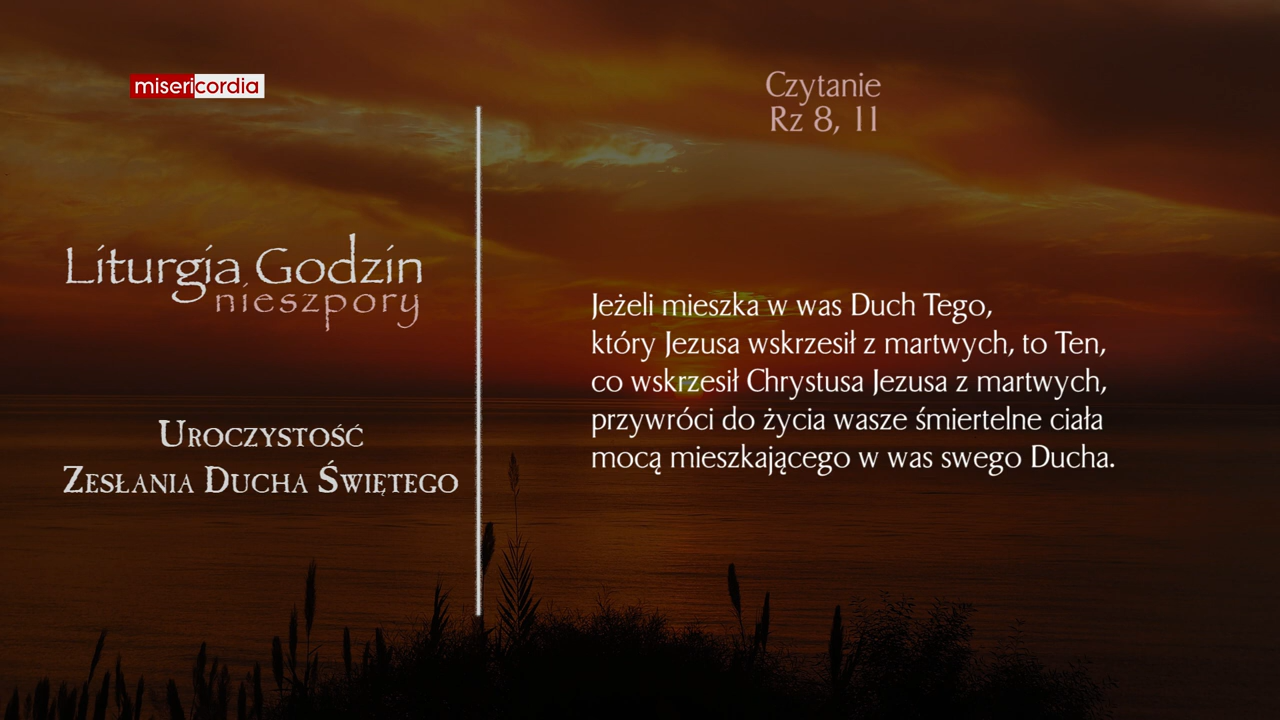 misericordia
Liturgia Godzin
nieszpory
Uroczystość
Zesłania Ducha Świętego
Czytanie
Rz 8, 11
Jeżeli mieszka w was Duch Tego,
który Jezusa wskrzesił z martwych, to Ten,
co wskrzesił Chrystusa Jezusa z martwych,
przywróci do życia wasze śmiertelne ciała
mocą mieszkającego w was swego Ducha.